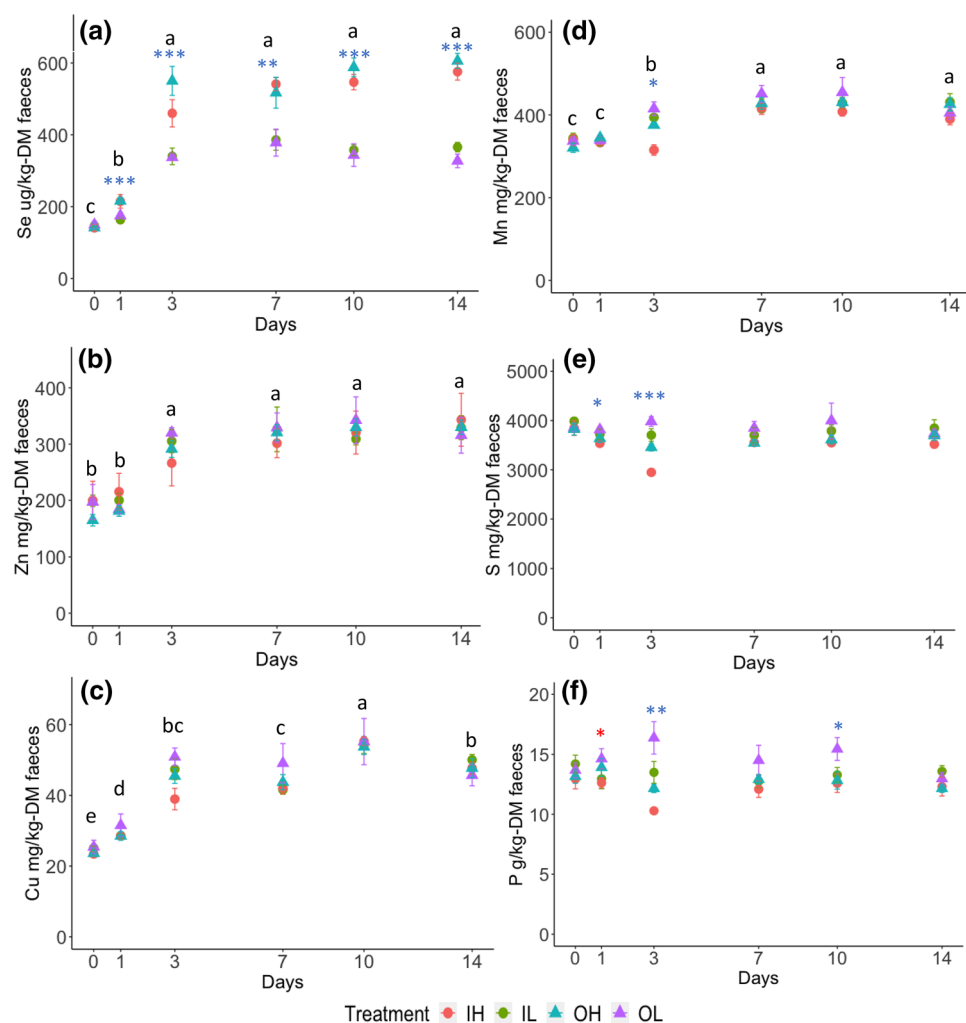 (a)
a
a
a
a
b
c
***
**
***
***
***
Se ug/kg-DM faeces
600
400
200
0
0 1 3 7 10 14
Days
(d)
c c b a a a
*
Mn mg/kg-DM faeces
600
400
200
0
0 1 3 7 10 14
Days
(b)
b b a a a a
Zn mg/kg-DM faeces
400
300
200
100
0
0 1 3 7 10 14
Days
(e)
* ***
S mg/kg-DM faeces
5000
4000
3000
2000
1000
0
0 1 3 7 10 14
Days
(c)
e d bc c a b
Cu mg/kg-DM faeces
60
40
20
0
0 1 3 7 10 14
Days
(f)
* ** *
P g/kg-DM faeces
20
15
10
5
0
0 1 3 7 10 14
Days
Treatment IH IL OH OL